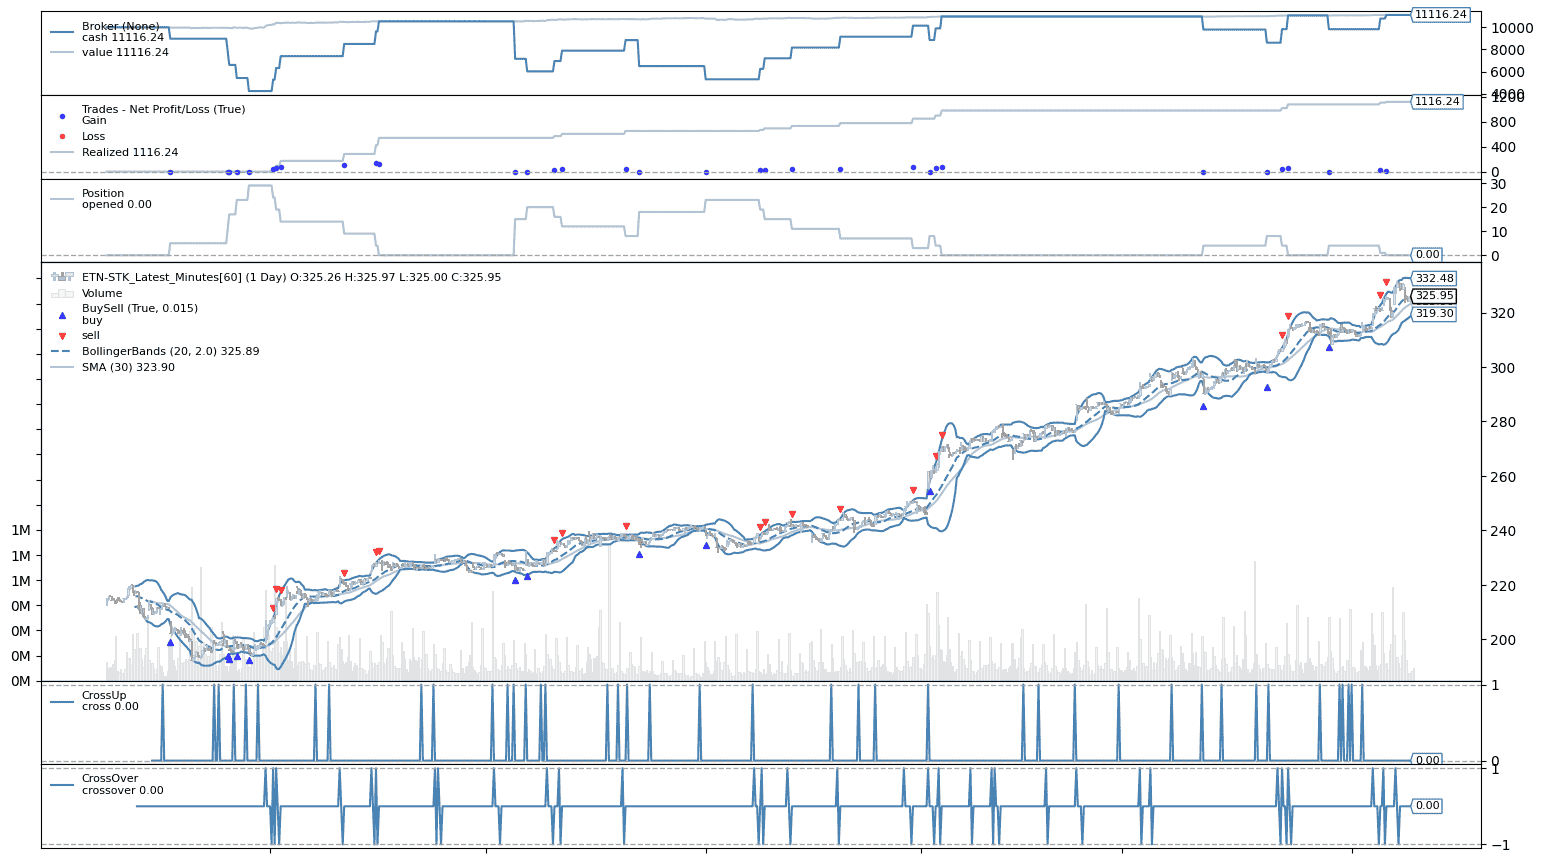 Broker (None)
cash 11116.24
value 11116.24
11116.24
10000
8000
6000
4000
Trades - Net Profit/Loss (True)
Gain
Loss
Realized 1116.24
1200
1116.24
800
400
0
Position
opened 0.00
30
20
10
0
0.00
ETN-STK_Latest_Minutes[60] (1 Day) O:325.26 H:325.97 L:325.00 C:325.95
Volume
BuySell (True, 0.015)
buy
sell
BollingerBands (20, 2.0) 325.89
SMA (30) 323.90
332.48
325.95
319.30
320
300
280
260
240
220
200
1M
1M
1M
0M
0M
0M
0M
CrossUp
cross 0.00
1
0
0.00
CrossOver
crossover 0.00
1
0.00
−1